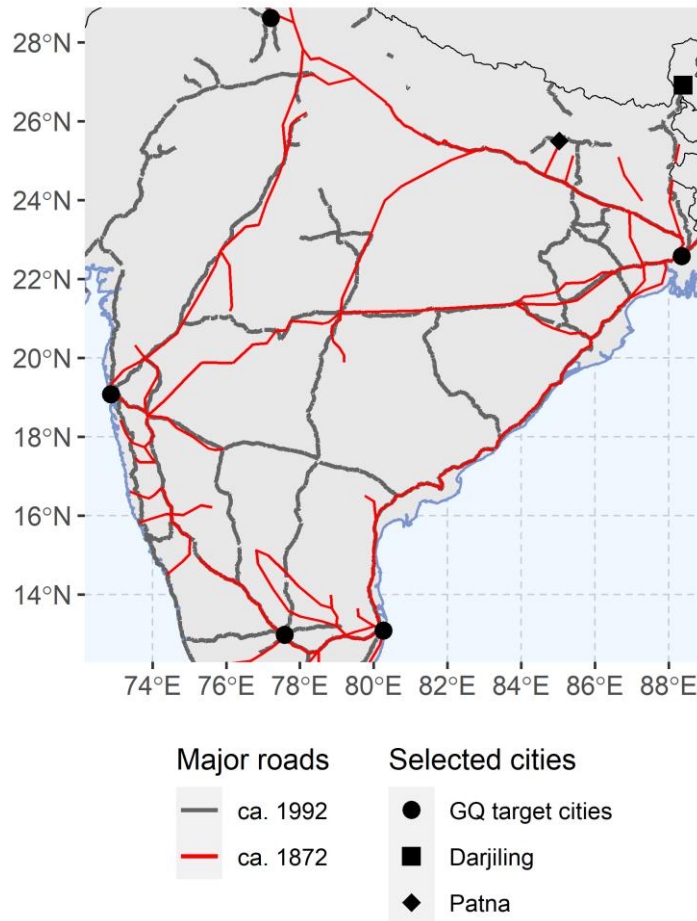 28°N
26°N
24°N
22°N
20°N
18°N
16°N
14°N
74°E 76°E 78°E 80°E 82°E 84°E 86°E 88°E
Major roads
ca. 1992
ca. 1872
Selected cities
GQ target cities
Darjiling
Patna